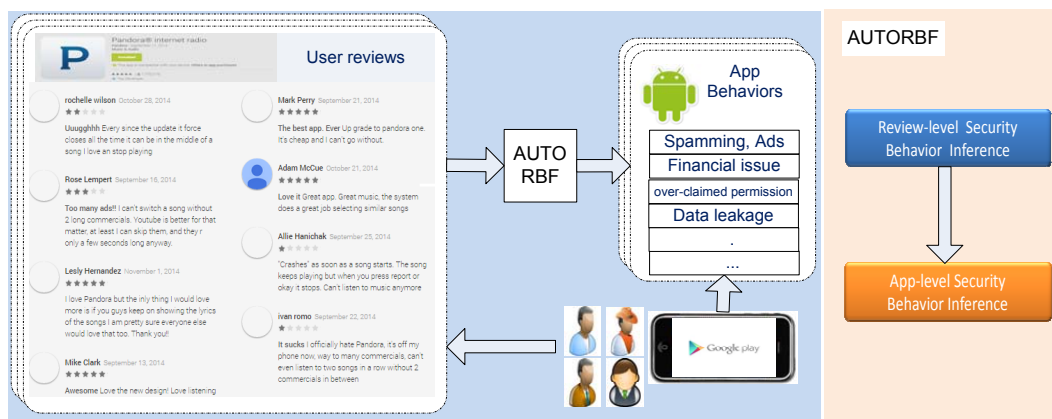 Pandora® internet radio
User reviews
P
rochelle wilson October 28, 2014
Uuugghhh Every since the update it force
closes all the time it can be in the middle of a
song I love an stop playing
Rose Lempert September 16, 2014
Too many ads!! I can't switch a song without
2 long commercials. Youtube is better for that
matter, at least I can skip them, and they r
only a few seconds long anyway.
Lesly Hernandez November 1, 2014
I love Pandora but the inly thing I would love
more is if you guys keep on showing the lyrics
of the songs I am pretty sure everyone else
would love that too. Thank you!!
Mike Clark September 13, 2014
Awesome Love the new design! Love listening
Mark Perry September 21, 2014
The best app. Ever Up grade to pandora one.
It's cheap and I can't go without.
Adam McCue October 21, 2014
Love it Great app. Great music, the system
does a great job selecting similar songs
Allie Hanichak September 25, 2014
"Crashes" as soon as a song starts. The song
keeps playing but when you press report or
okay it stops. Can't listen to music anymore
ivan romo September 22, 2014
It sucks I officially hate Pandora, it's off my
phone now, way to many commercials, can't
even listen to two songs in a row without 2
commercials in between
AUTO
RBF
App
Behaviors
Spamming, Ads
Financial issue
over-claimed permission
Data leakage
.
...
Google play
AUTORBF
Review-level Security
Behavior Inference
App-level Security
Behavior Inference